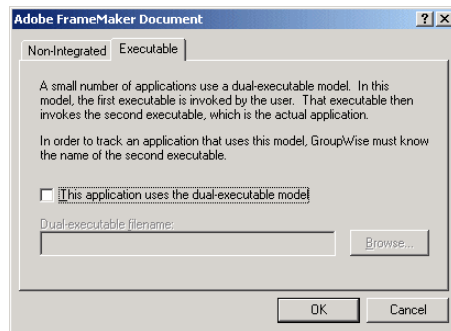 Adobe FrameMaker Document
Non-Integrated Executable
A small number of applications use a dual-executable model. In this
model, the first executable is invoked by the user. That executable then
invokes the second executable, which is the actual application.
In order to track an application that uses this model, GroupWise must know
the name of the second executable.
This application uses the dual-executable model
Dual-executable filename:
Browse...
OK Cancel